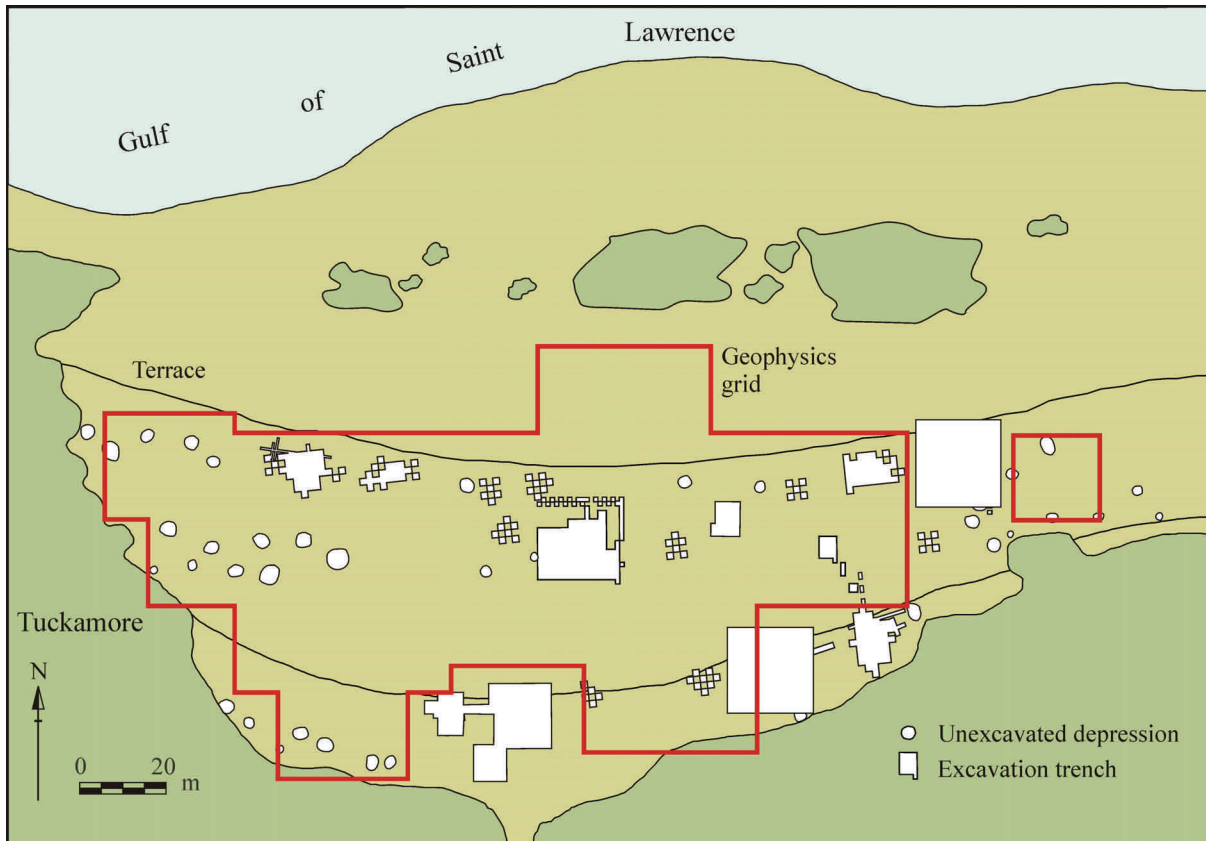 Gulf of Saint Lawrence
Geophysics
grid
Terrace
Tuckamore
N
0 20
m
Unexcavated depression
Excavation trench